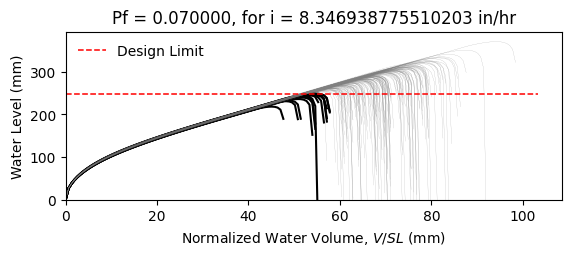 Pf = 0.070000, for i = 8.346938775510203 in/hr
Design Limit
Water Level (mm)
300
200
100
0
0 20 40 60 80 100
Normalized Water Volume, V/SL (mm)